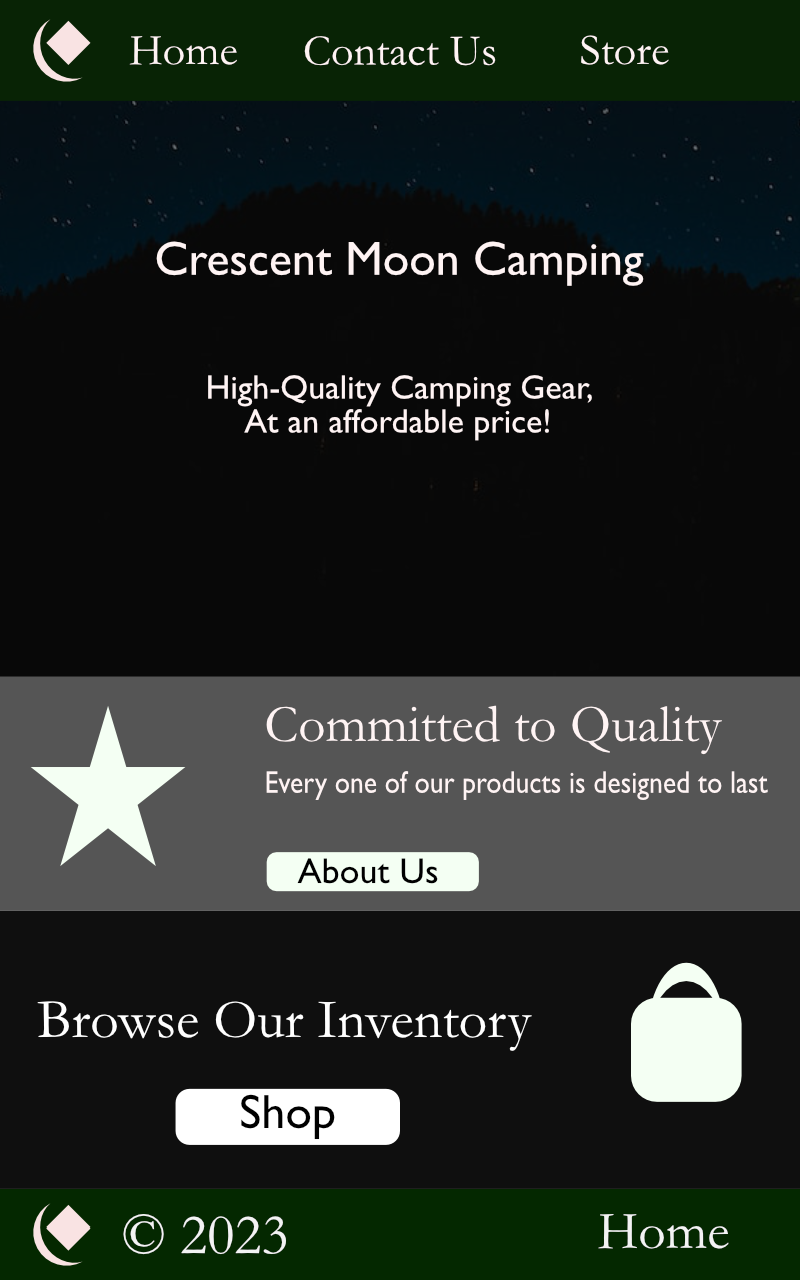 Home Contact Us Store
Crescent Moon Camping
High-Quality Camping Gear,
At an affordable price!
Committed to Quality
Every one of our products is designed to last
About Us
Browse Our Inventory
Shop
© 2023 Home